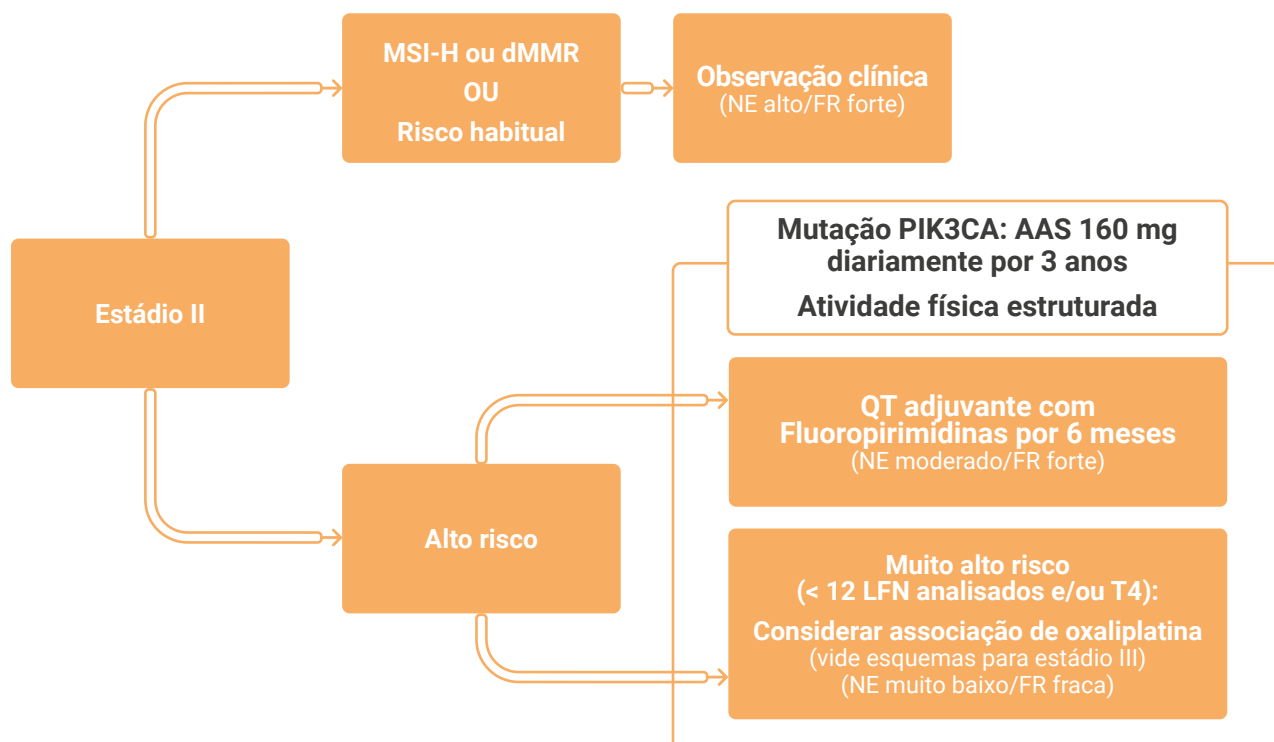 MSI-H ou dMMR
OU
Risco habitual
Observação clínica
(NE alto/FR forte)
Estádio II
Mutação PIK3CA: AAS 160 mg
diariamente por 3 anos
Atividade física estruturada
QT adjuvante com
Fluoropirimidinas por 6 meses
(NE moderado/FR forte)
Alto risco
Muito alto risco
(< 12 LFN analisados e/ou T4):
Considerar associação de oxaliplatina
(vide esquemas para estádio III)
(NE muito baixo/FR fraca)